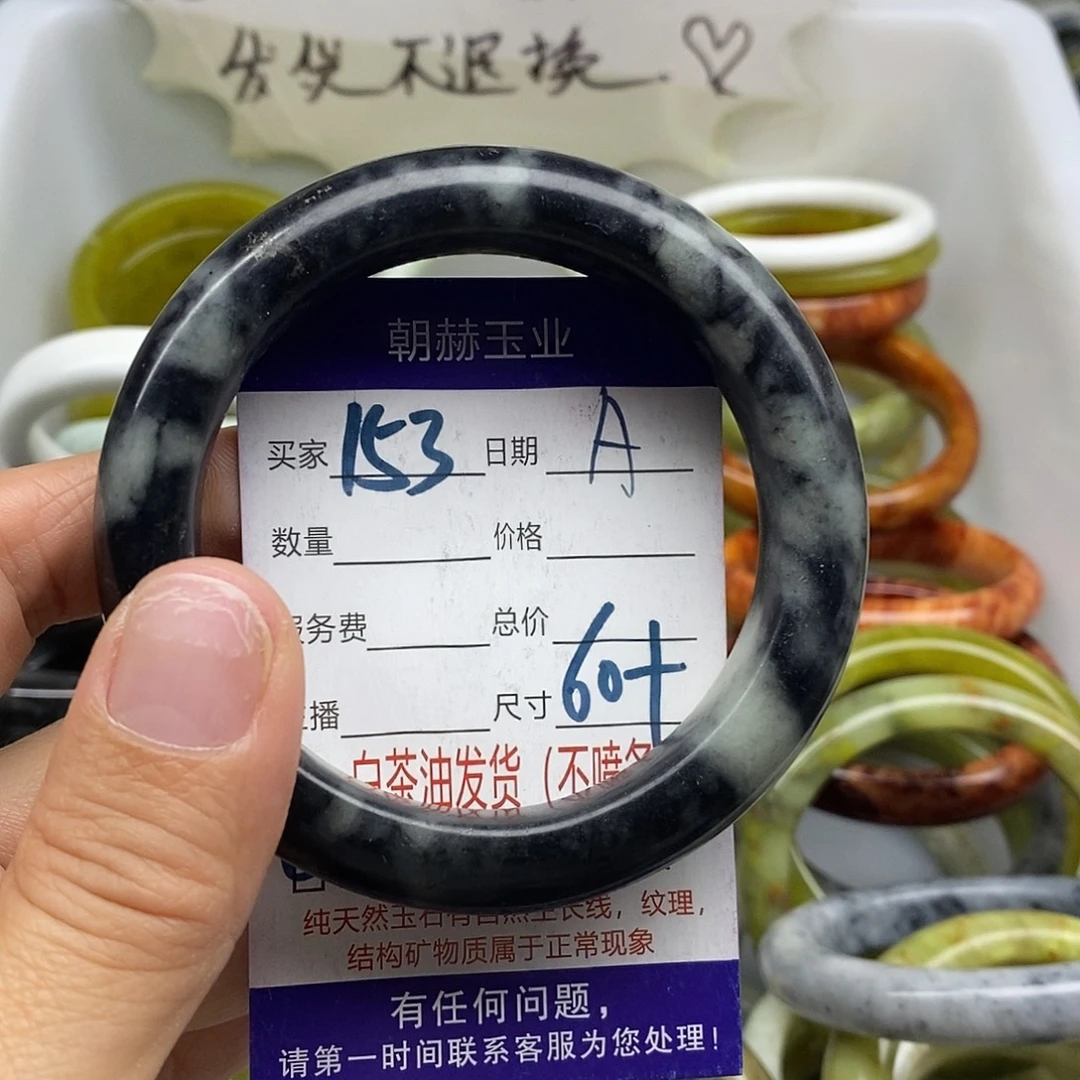 不退换
朝赫玉业
买家 153 日期 A
数量 价格
务费 总价
播 尺寸 60+
白茶油发货（不喷
纯天然玉石有自然生长线，纹理，
结构矿物质属于正常现象
有任何问题，
请第一时间联系客服为您处理！